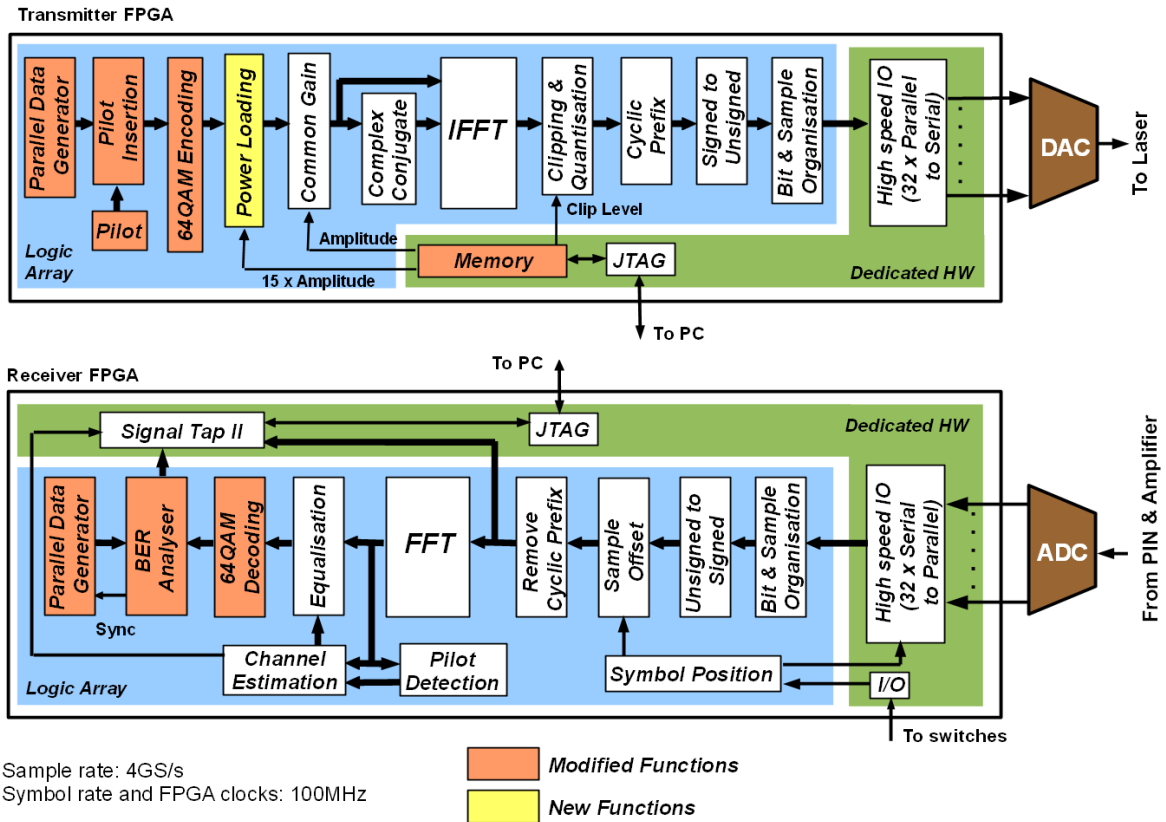 Transmitter FPGA
Parallel Data
Generator
Pilot
Insertion
Pilot
64QAM Encoding
Power Loading
Common Gain
Complex
Conjugate
IFFT
Clipping &
Quantisation
Cyclic
Prefix
Signed to
Unsigned
Bit & Sample
Organisation
High speed IO
(32 x Parallel
to Serial)
DAC
To Laser
Clip Level
Amplitude
15 x Amplitude
Logic
Array
Memory
JTAG
Dedicated HW
To PC
Receiver FPGA
To PC
Signal Tap II
JTAG
Dedicated HW
Parallel Data
Generator
BER
Analyser
64QAM
Decoding
Equalisation
FFT
Remove
Cyclic Prefix
Sample
Offset
Unsigned to
Signed
Bit & Sample
Organisation
High speed IO
(32 x Serial
to Parallel)
ADC
From PIN & Amplifier
Sync
Channel
Estimation
Pilot
Detection
Symbol Position
I/O
Logic Array
To switches
Sample rate: 4GS/s
Symbol rate and FPGA clocks: 100MHz
Modified Functions
New Functions